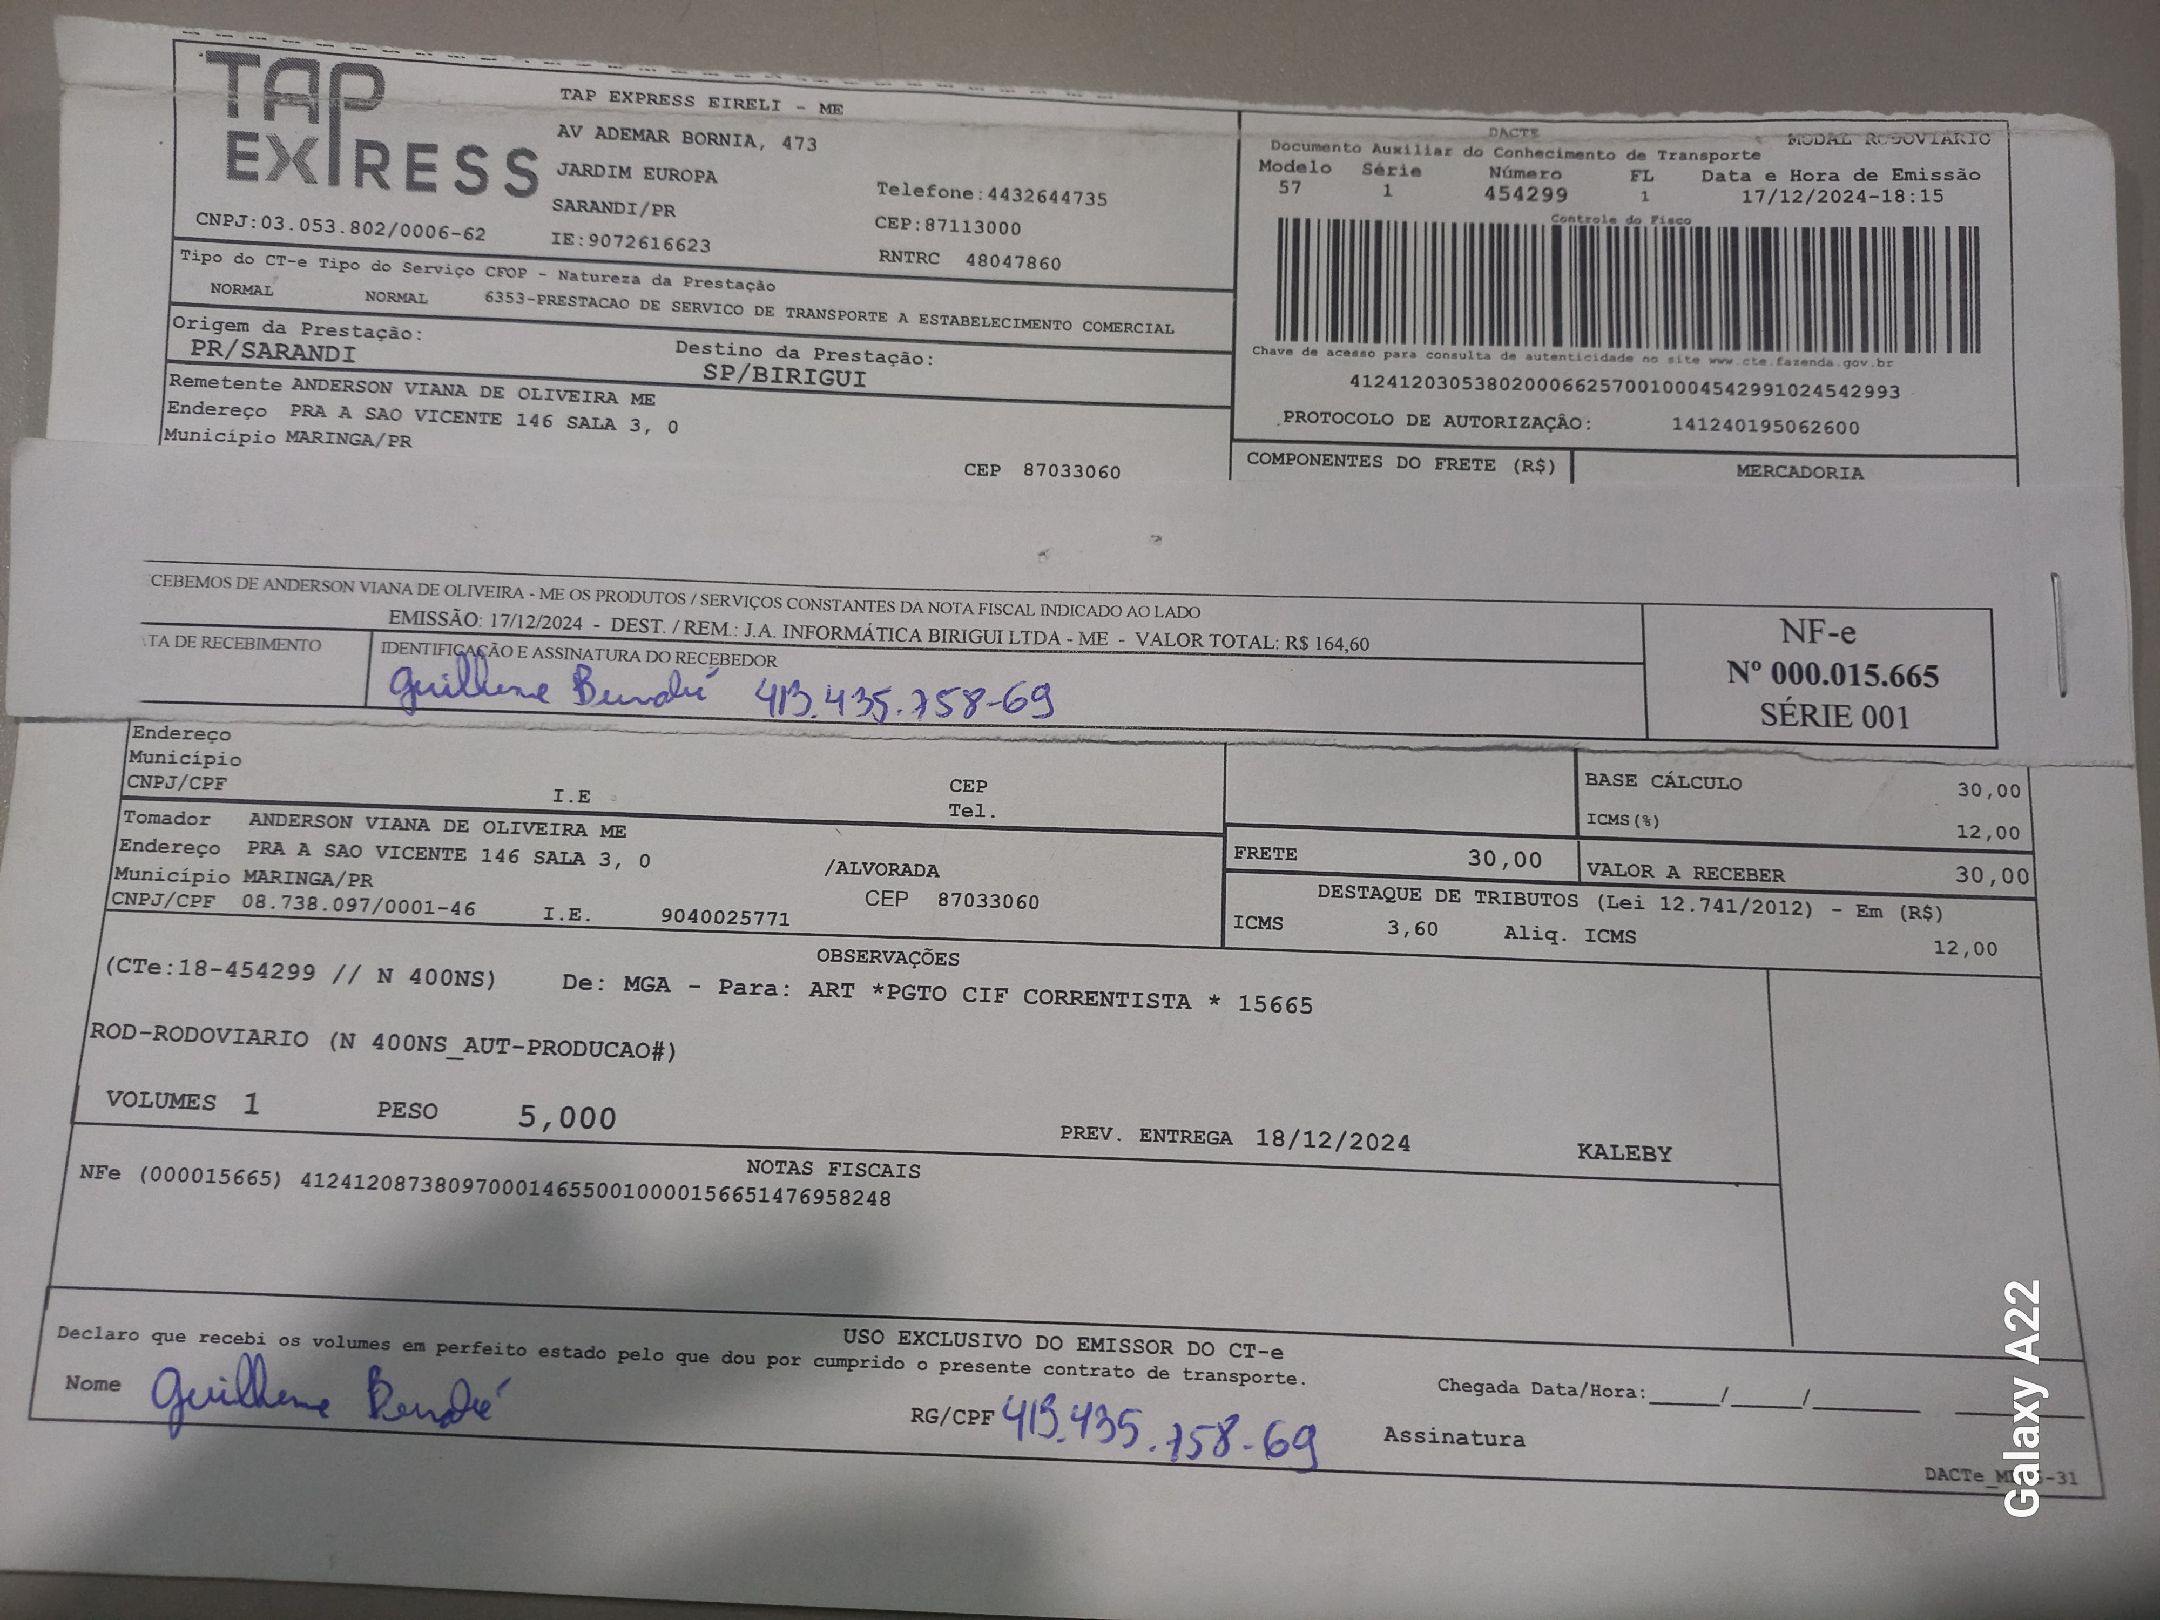 TAP EXPRESS
TAP EXPRESS EIRELI - ME
AV ADEMAR BORNIA, 473
JARDIM EUROPA
SARANDI/PR
Telefone:4432644735
CEP:87113000
CNPJ:03.053.802/0006-62
IE:9072616623
RNTRC 48047860
DACTE
MODAL RODOVIARIO
Documento Auxiliar do Conhecimento de Transporte
Modelo Série Número FL Data e Hora de Emissão
57 1 454299 1 17/12/2024-18:15
Controle do Fisco
Chave de acesso para consulta de autenticidade no site www.cte.fazenda.gov.br
41241203053802000662570010004542991024542993
PROTOCOLO DE AUTORIZAÇÃO: 141240195062600
Tipo do CT-e Tipo do Serviço CFOP - Natureza da Prestação
NORMAL NORMAL 6353-PRESTACAO DE SERVICO DE TRANSPORTE A ESTABELECIMENTO COMERCIAL
Origem da Prestação: Destino da Prestação:
PR/SARANDI SP/BIRIGUI
Remetente ANDERSON VIANA DE OLIVEIRA ME
Endereço PRA A SAO VICENTE 146 SALA 3, 0
Município MARINGA/PR
CEP 87033060
COMPONENTES DO FRETE (R$) MERCADORIA
CEBEMOS DE ANDERSON VIANA DE OLIVEIRA - ME OS PRODUTOS / SERVIÇOS CONSTANTES DA NOTA FISCAL INDICADO AO LADO
EMISSÃO: 17/12/2024 - DEST. / REM.: J.A. INFORMÁTICA BIRIGUI LTDA - ME - VALOR TOTAL: R$ 164,60
TA DE RECEBIMENTO
IDENTIFICAÇÃO E ASSINATURA DO RECEBEDOR
Guilherme 413.435.758-69
NF-e
Nº 000.015.665
SÉRIE 001
Endereço
Município
CNPJ/CPF I.E CEP
Tel.
BASE CÁLCULO 30,00
ICMS(%) 12,00
FRETE 30,00 VALOR A RECEBER 30,00
Tomador ANDERSON VIANA DE OLIVEIRA ME
Endereço PRA A SAO VICENTE 146 SALA 3, 0 /ALVORADA
Município MARINGA/PR CEP 87033060
CNPJ/CPF 08.738.097/0001-46 I.E. 9040025771
DESTAQUE DE TRIBUTOS (Lei 12.741/2012) - Em (R$)
ICMS 3,60 Aliq. ICMS 12,00
OBSERVAÇÕES
(CTe:18-454299 // N 400NS) De: MGA - Para: ART *PGTO CIF CORRENTISTA * 15665
ROD-RODOVIARIO (N 400NS_AUT-PRODUCAO#)
VOLUMES 1 PESO 5,000
PREV. ENTREGA 18/12/2024 KALEBY
NOTAS FISCAIS
NFe (000015665) 41241208738097000146550010000156651476958248
USO EXCLUSIVO DO EMISSOR DO CT-e
Declaro que recebi os volumes em perfeito estado pelo que dou por cumprido o presente contrato de transporte.
Nome Guilherme
RG/CPF 413.435.758-69
Chegada Data/Hora:_____/_____/________
Assinatura
Galaxy A22